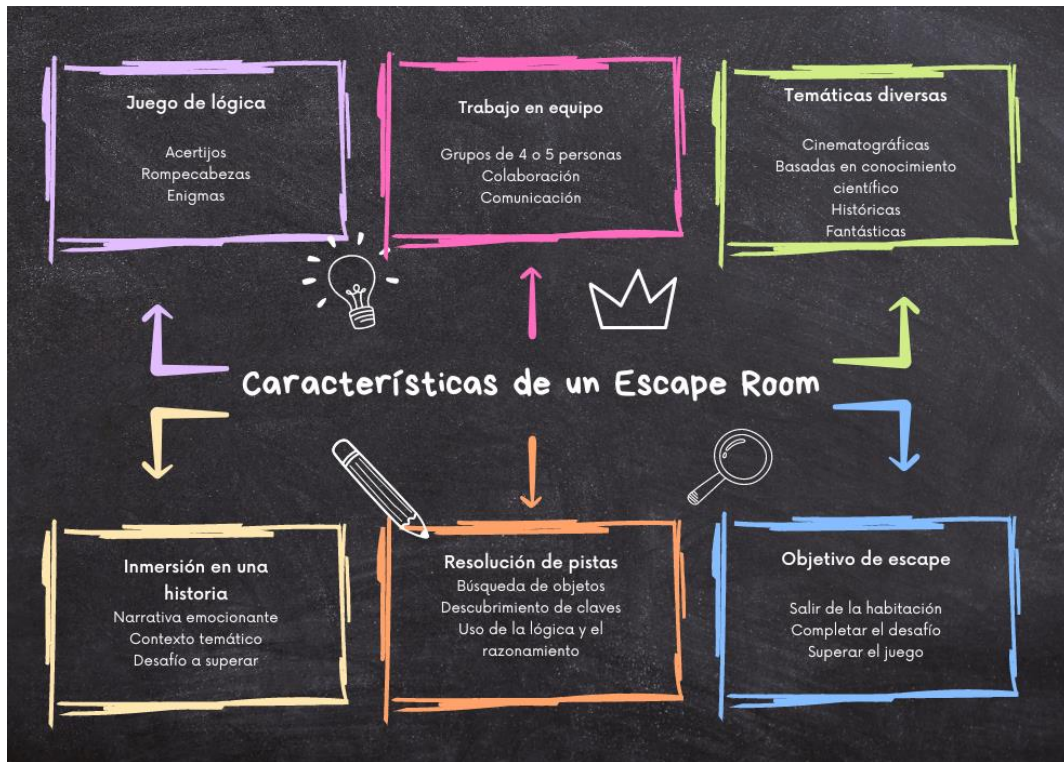 Juego de lógica
Acertijos
Rompecabezas
Enigmas
Trabajo en equipo
Grupos de 4 o 5 personas
Colaboración
Comunicación
Temáticas diversas
Cinematográficas
Basadas en conocimiento
científico
Históricas
Fantásticas
Características de un Escape Room
Inmersión en una
historia
Narrativa emocionante
Contexto temático
Desafío a superar
Resolución de pistas
Búsqueda de objetos
Descubrimiento de claves
Uso de la lógica y el
razonamiento
Objetivo de escape
Salir de la habitación
Completar el desafío
Superar el juego